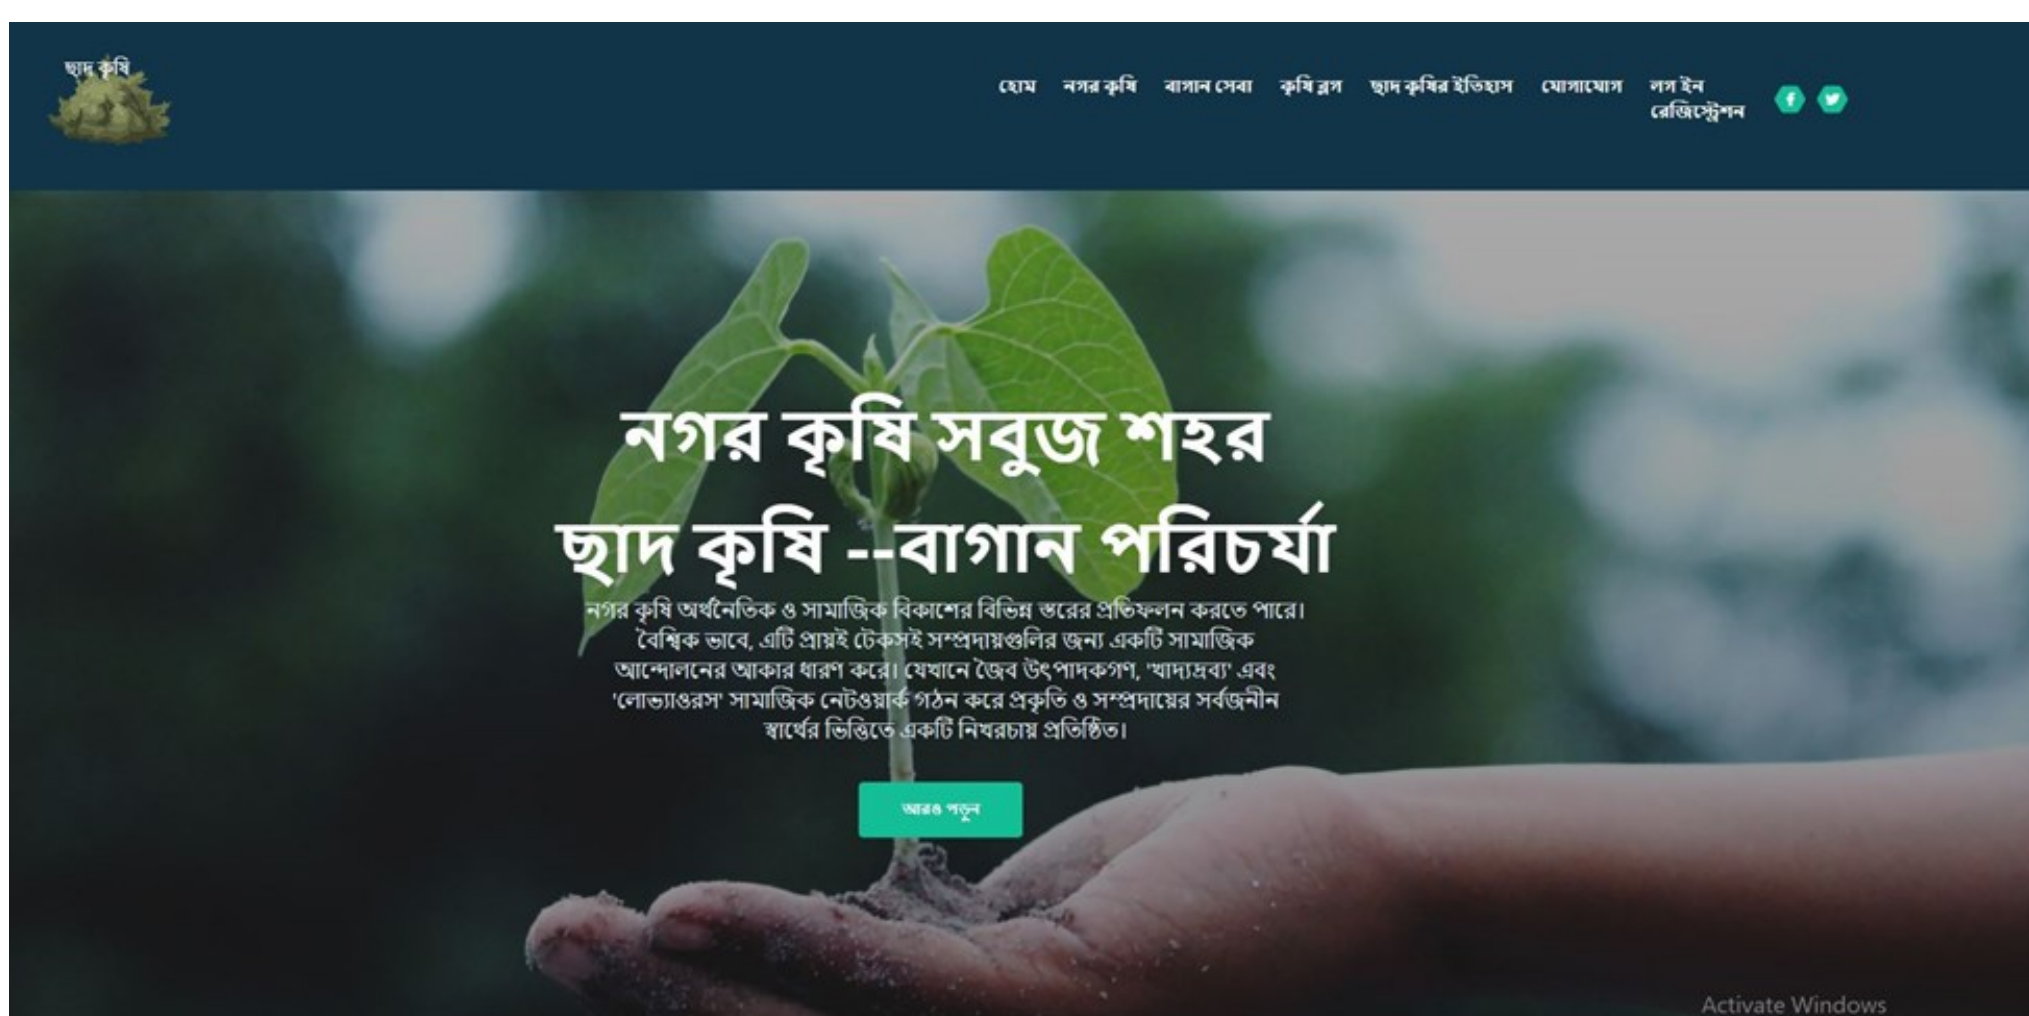 ছাদ কৃষি
হোম নগর কৃষি বাগান সেবা কৃষি ব্লগ ছাদ কৃষির ইতিহাস যোগাযোগ লগ ইন
রেজিস্ট্রেশন
নগর কৃষি সবুজ শহর
ছাদ কৃষি --বাগান পরিচর্যা
নগর কৃষি অর্থনৈতিক ও সামাজিক বিকাশের বিভিন্ন স্তরের প্রতিফলন করতে পারে।
বৈশ্বিক ভাবে, এটি প্রায়ই টেকসই সম্প্রদায়গুলির জন্য একটি সামাজিক
আন্দোলনের আকার ধারণ করে। যেখানে জৈব উৎপাদকগণ, 'খাদ্যদ্রব্য' এবং
'লোভ্যাওরস' সামাজিক নেটওয়ার্ক গঠন করে প্রকৃতি ও সম্প্রদায়ের সর্বজনীন
স্বার্থের ভিত্তিতে একটি নিখরচায় প্রতিষ্ঠিত।
আরও পড়ুন
Activate Windows